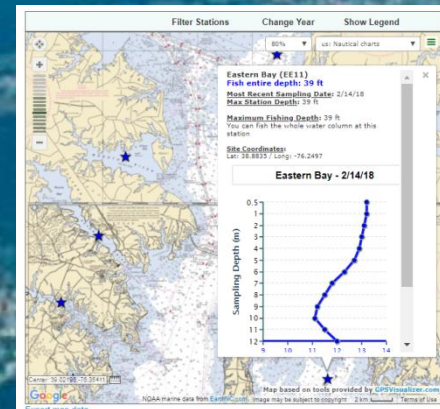 Filter Stations Change Year Show Legend
80% us: Nautical charts
Eastern Bay (EE11)
Fish entire depth: 39 ft
Most Recent Sampling Date: 2/14/18
Max Station Depth: 39 ft
Maximum Fishing Depth: 39 ft
You can fish the whole water column at this
station
Site Coordinates:
Lat: 38.8835 / Long: -76.2497
Eastern Bay - 2/14/18
Sampling Depth (m)
0.5
1
2
3
4
5
6
7
8
9
10
11
12
9 10 11 12 13 14
Map based on tools provided by GPSVisualizer.com
Google
NOAA marine data from EarthNC.com Image may be subject to copyright 2 km Terms of Use
Export map data